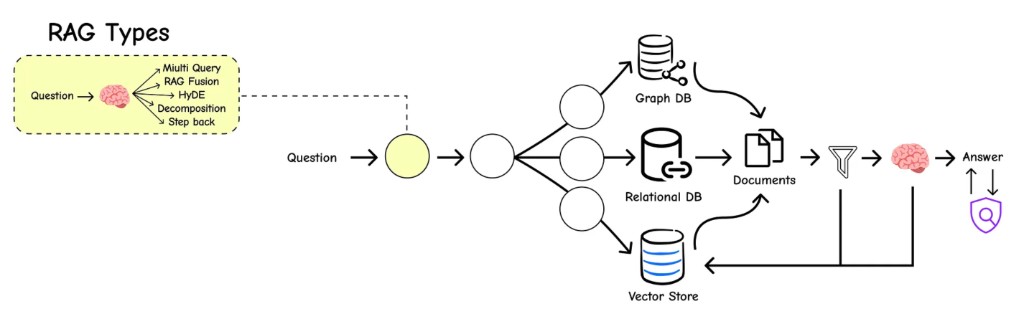 RAG Types
Question
Miulti Query
RAG Fusion
HyDE
Decomposition
Step back
Question
Graph DB
Relational DB
Vector Store
Documents
Answer